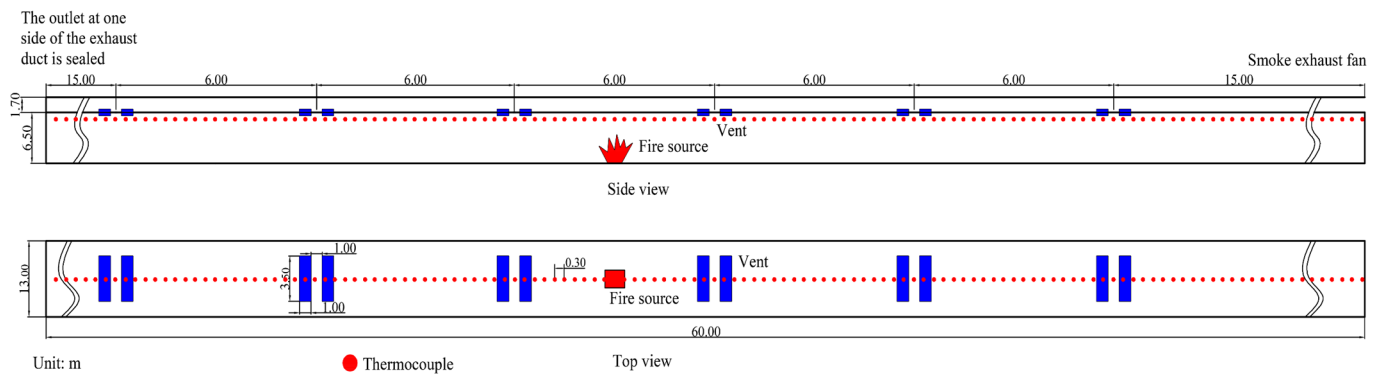 The outlet at one
side of the exhaust
duct is sealed
Smoke exhaust fan
15.00
6.00
6.00
6.00
6.00
6.00
15.00
1.70
6.50
Vent
Fire source
Side view
13.00
3.50
1.00
1.00
0.30
Vent
Fire source
60.00
Unit: m
Thermocouple
Top view